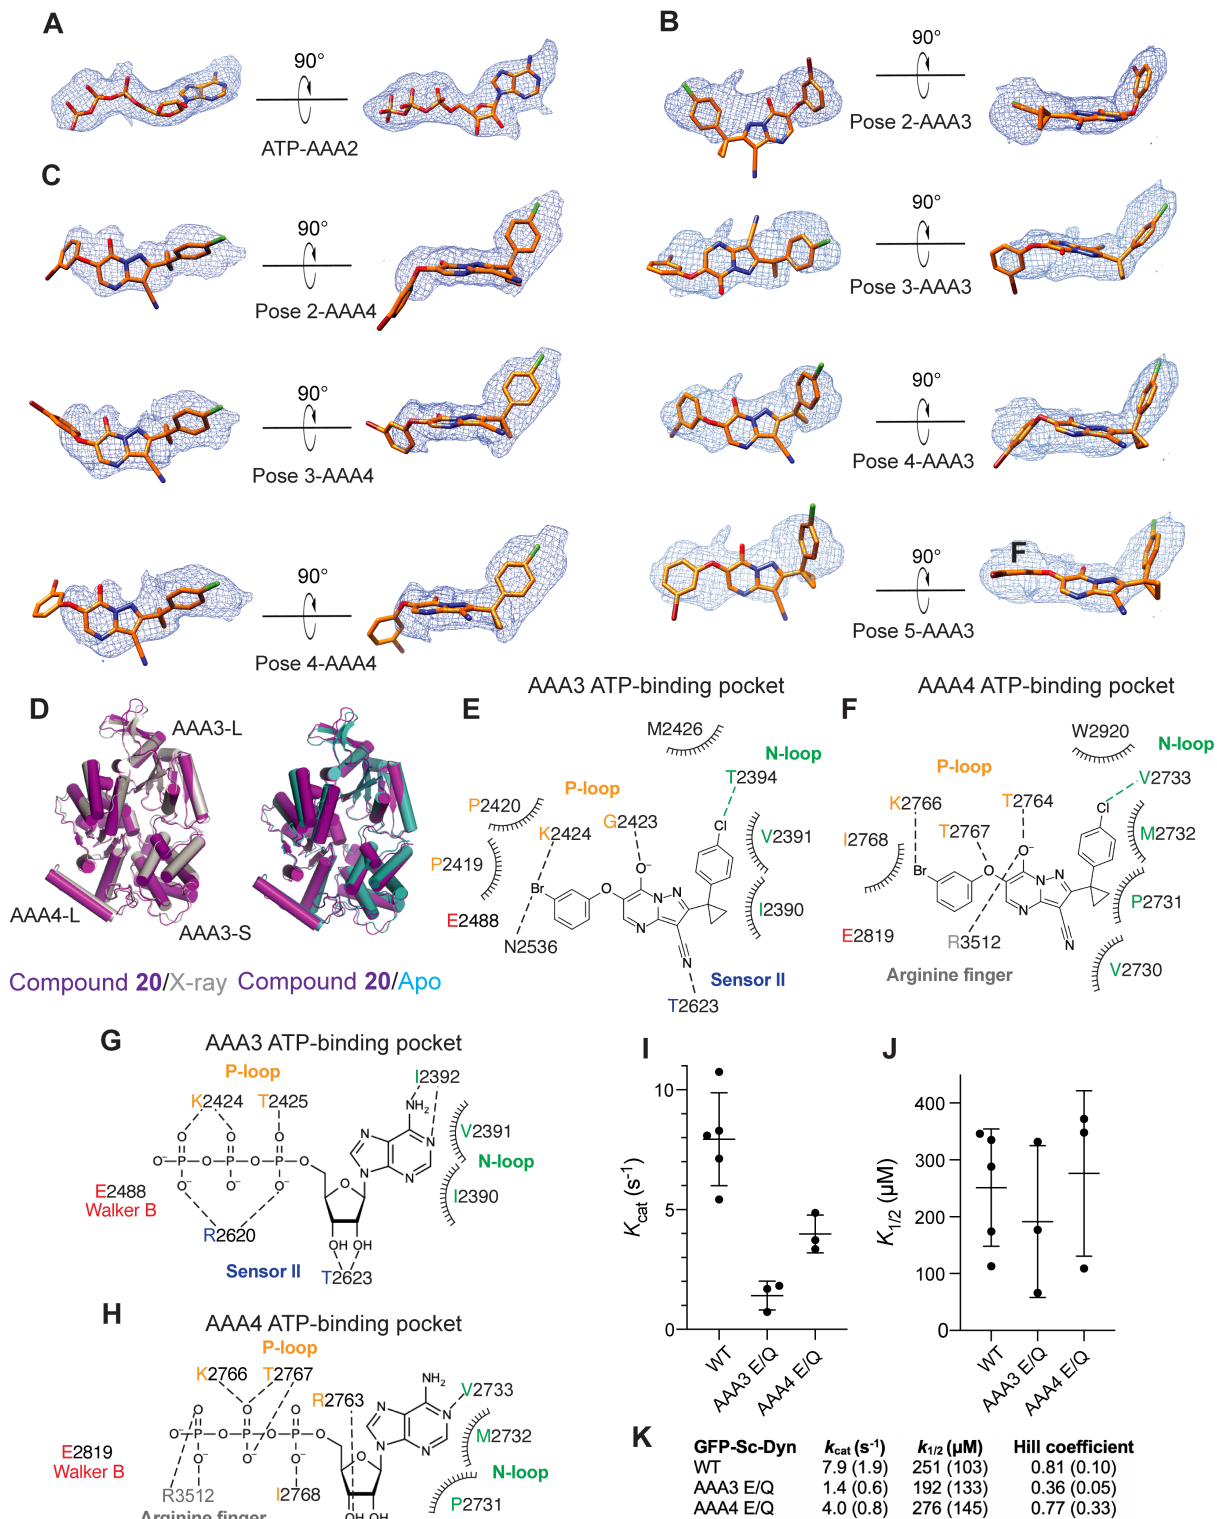 A
90°
ATP-AAA2
B
90°
Pose 2-AAA3
C
90°
Pose 2-AAA4
90°
Pose 3-AAA3
90°
Pose 3-AAA4
90°
Pose 4-AAA3
90°
Pose 4-AAA4
90°
F
Pose 5-AAA3
D
AAA3-L
AAA4-L
AAA3-S
Compound 20/X-ray
Compound 20/Apo
E
AAA3 ATP-binding pocket
M2426
N-loop
T2394
P-loop
P2420
K2424
G2423
Cl
V2391
P2419
O⁻
Br
O
N
N
E2488
N
I2390
N2536
N
Sensor II
T2623
AAA4 ATP-binding pocket
F
W2920
N-loop
P-loop
V2733
K2766
T2764
Cl
T2767
M2732
I2768
O⁻
Br
O
N
N
P2731
N
E2819
R3512
N
Arginine finger
V2730
G
AAA3 ATP-binding pocket
P-loop
I2392
K2424
T2425
NH₂
O
O
O
N
N
V2391
O⁻
P
O
P
O
P
O
N
N
N-loop
O⁻
O⁻
O⁻
O
I2390
E2488
Walker B
R2620
OH
OH
Sensor II
T2623
H
AAA4 ATP-binding pocket
P-loop
K2766
T2767
R2763
NH₂
V2733
O
O
O
N
N
M2732
O⁻
P
O
P
O
P
O
N
N
E2819
Walker B
O⁻
O⁻
O⁻
O
N-loop
R3512
I2768
P2731
Arginine finger
OH
OH
I
Kcat (s⁻¹)
10
5
0
WT
AAA3 E/Q
AAA4 E/Q
J
K1/2 (µM)
400
300
200
100
0
WT
AAA3 E/Q
AAA4 E/Q
K
GFP-Sc-Dyn kcat (s⁻¹) k1/2 (µM) Hill coefficient
WT 7.9 (1.9) 251 (103) 0.81 (0.10)
AAA3 E/Q 1.4 (0.6) 192 (133) 0.36 (0.05)
AAA4 E/Q 4.0 (0.8) 276 (145) 0.77 (0.33)